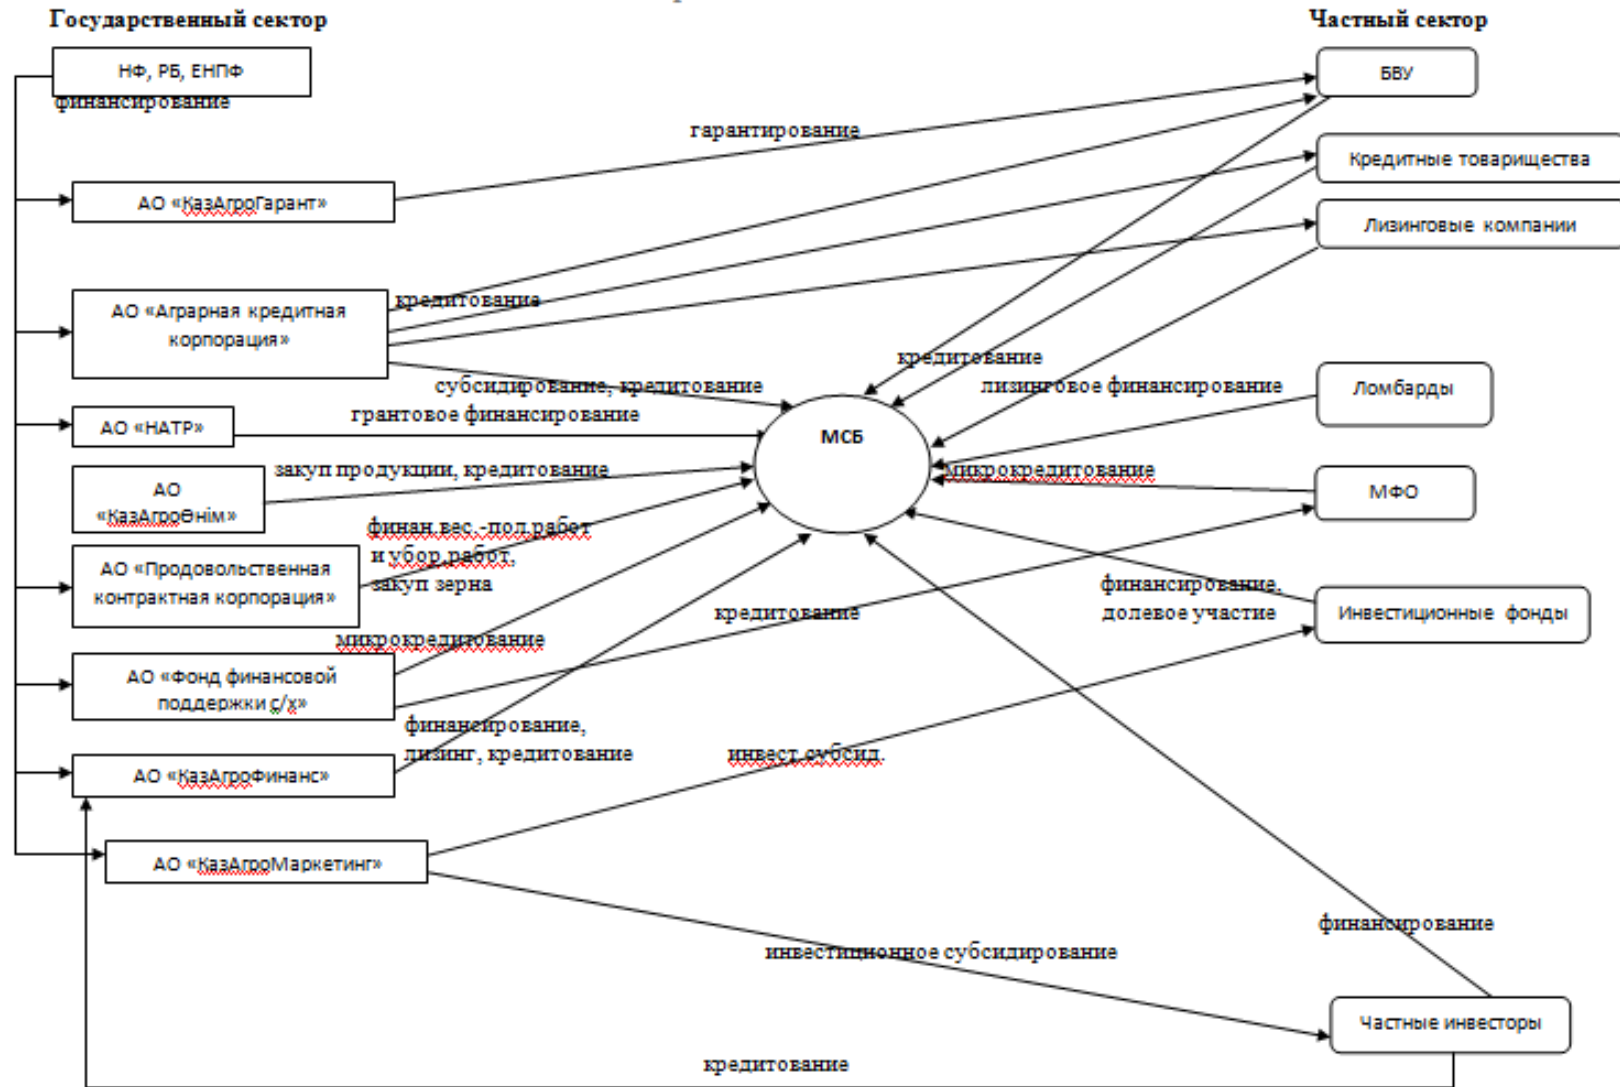 Государственный сектор
Частный сектор
НФ, РБ, ЕНПФ
финансирование
БВУ
гарантирование
Кредитные товарищества
АО «КазАгроГарант»
Лизинговые компании
АО «Аграрная кредитная
корпорация»
кредитование
кредитование
субсидирование, кредитование
лизинговое финансирование
Ломбарды
грантовое финансирование
АО «НАТР»
МСБ
закуп продукции, кредитование
микрокредитование
АО
«КазАгроӨнім»
МФО
финан.вес.-пол.работ
и убор.работ,
закуп зерна
АО «Продовольственная
контрактная корпорация»
финансирование,
долевое участие
Инвестиционные фонды
кредитование
микрокредитование
АО «Фонд финансовой
поддержки с/х»
финансирование,
лизинг, кредитование
инвест.субсид.
АО «КазАгроФинанс»
АО «КазАгроМаркетинг»
финансирование
инвестиционное субсидирование
Частные инвесторы
кредитование